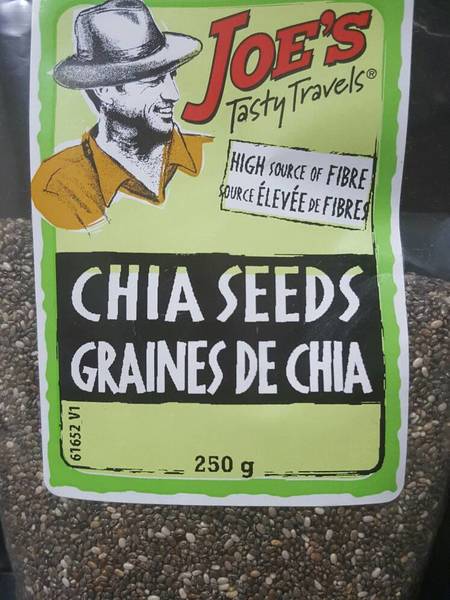 JOE'S
Tasty Travels®
HIGH SOURCE OF FIBRE
SOURCE ÉLEVÉE DE FIBRES
CHIA SEEDS
GRAINES DE CHIA
61652 V1
250 g